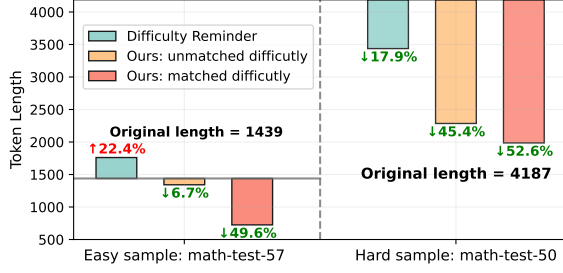 4000
3500
3000
2500
2000
1500
1000
500
Token Length
Difficulty Reminder
Ours: unmatched difficutly
Ours: matched difficutly
Original length = 1439
↑22.4%
↓6.7%
↓49.6%
↓17.9%
↓45.4%
↓52.6%
Original length = 4187
Easy sample: math-test-57
Hard sample: math-test-50